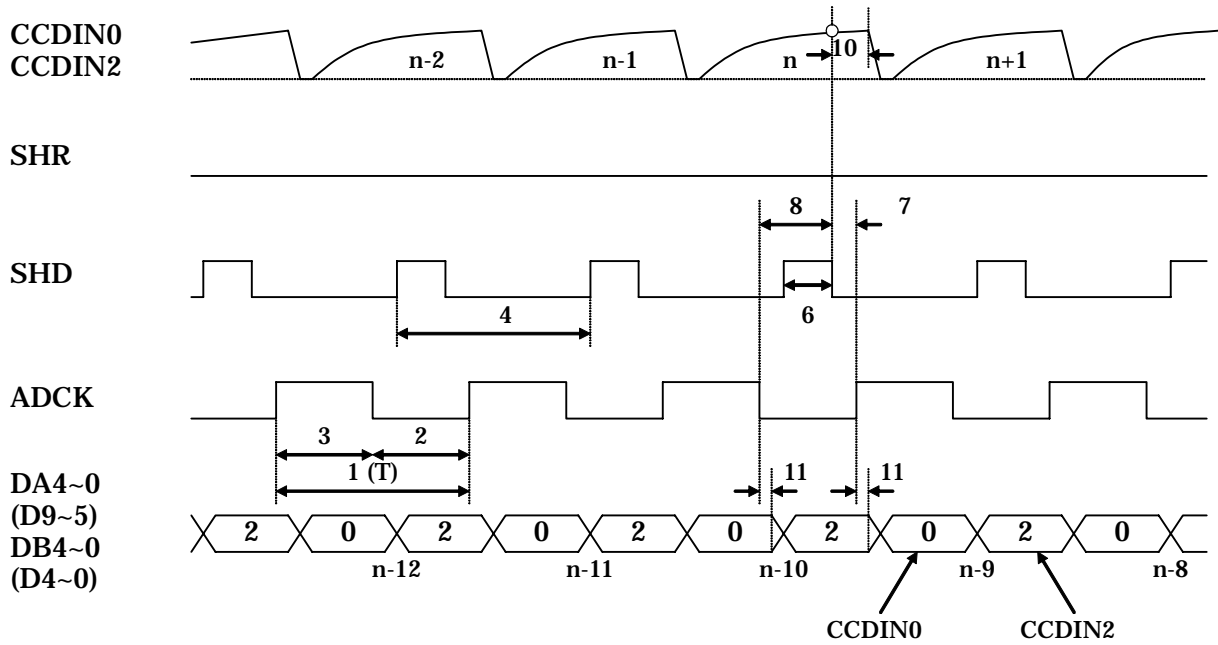 CCDIN0
CCDIN2
n-2
n-1
n
10
n+1
SHR
8
7
SHD
4
6
ADCK
3
2
1 (T)
11
11
DA4~0
(D9~5)
DB4~0
(D4~0)
2
0
2
0
2
0
2
0
2
0
n-12
n-11
n-10
n-9
n-8
CCDIN0
CCDIN2